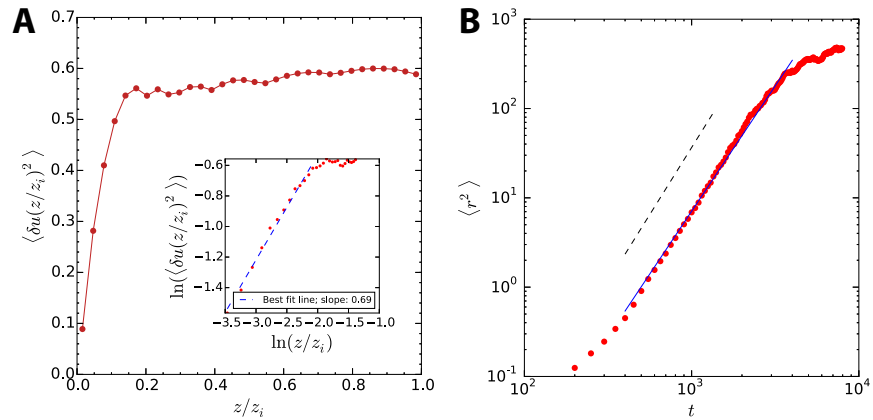 A
⟨δu(z/z_i)^2 ⟩
0.7
0.6
0.5
0.4
0.3
0.2
0.1
0.0
0.0 0.2 0.4 0.6 0.8 1.0
z/z_i
ln(⟨δu(z/z_i)^2 ⟩)
−0.6
−0.8
−1.0
−1.2
−1.4
Best fit line; slope: 0.69
−3.5 −3.0 −2.5 −2.0 −1.5 −1.0
ln(z/z_i)
B
⟨r^2 ⟩
10^3
10^2
10^1
10^0
10^-1
10^2 10^3 10^4
t